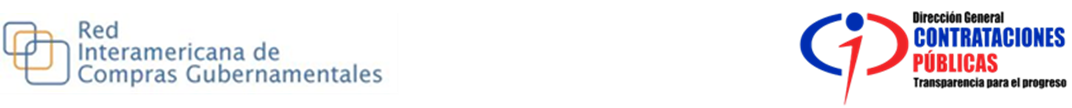 Red
Interamericana de
Compras Gubernamentales
Dirección General
CONTRATACIONES
PÚBLICAS
Transparencia para el progreso